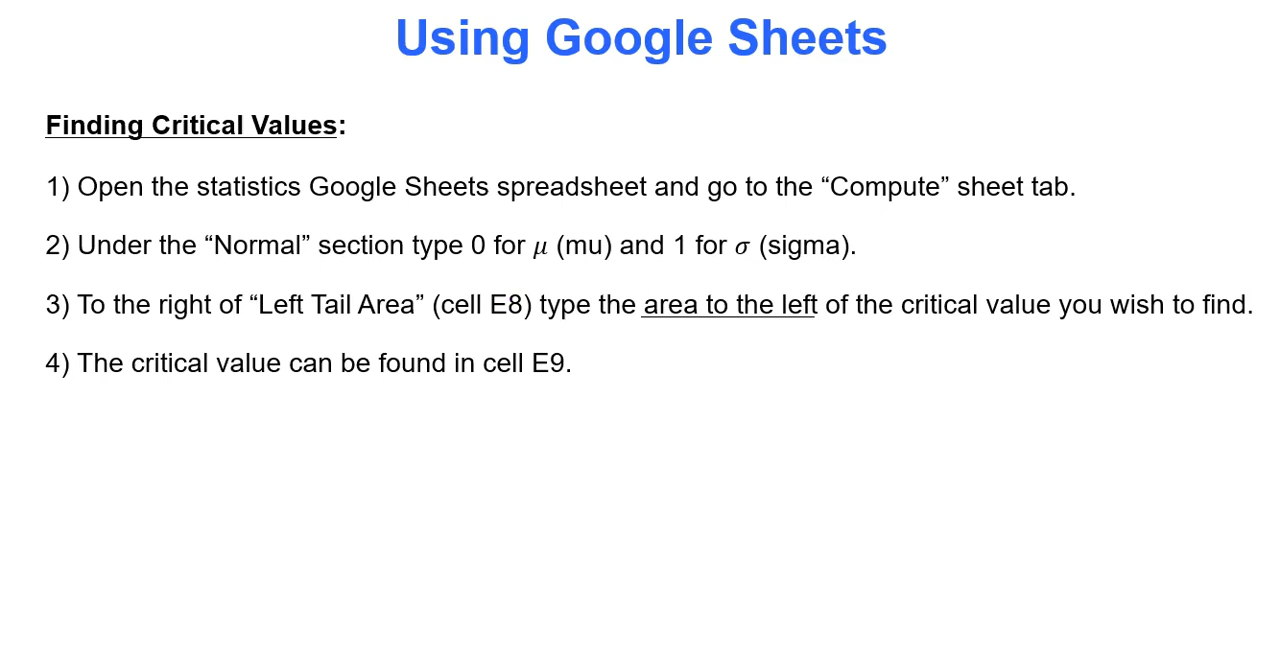 Using Google Sheets
Finding Critical Values:
1) Open the statistics Google Sheets spreadsheet and go to the “Compute” sheet tab.
2) Under the “Normal” section type 0 for μ (mu) and 1 for σ (sigma).
3) To the right of “Left Tail Area” (cell E8) type the area to the left of the critical value you wish to find.
4) The critical value can be found in cell E9.